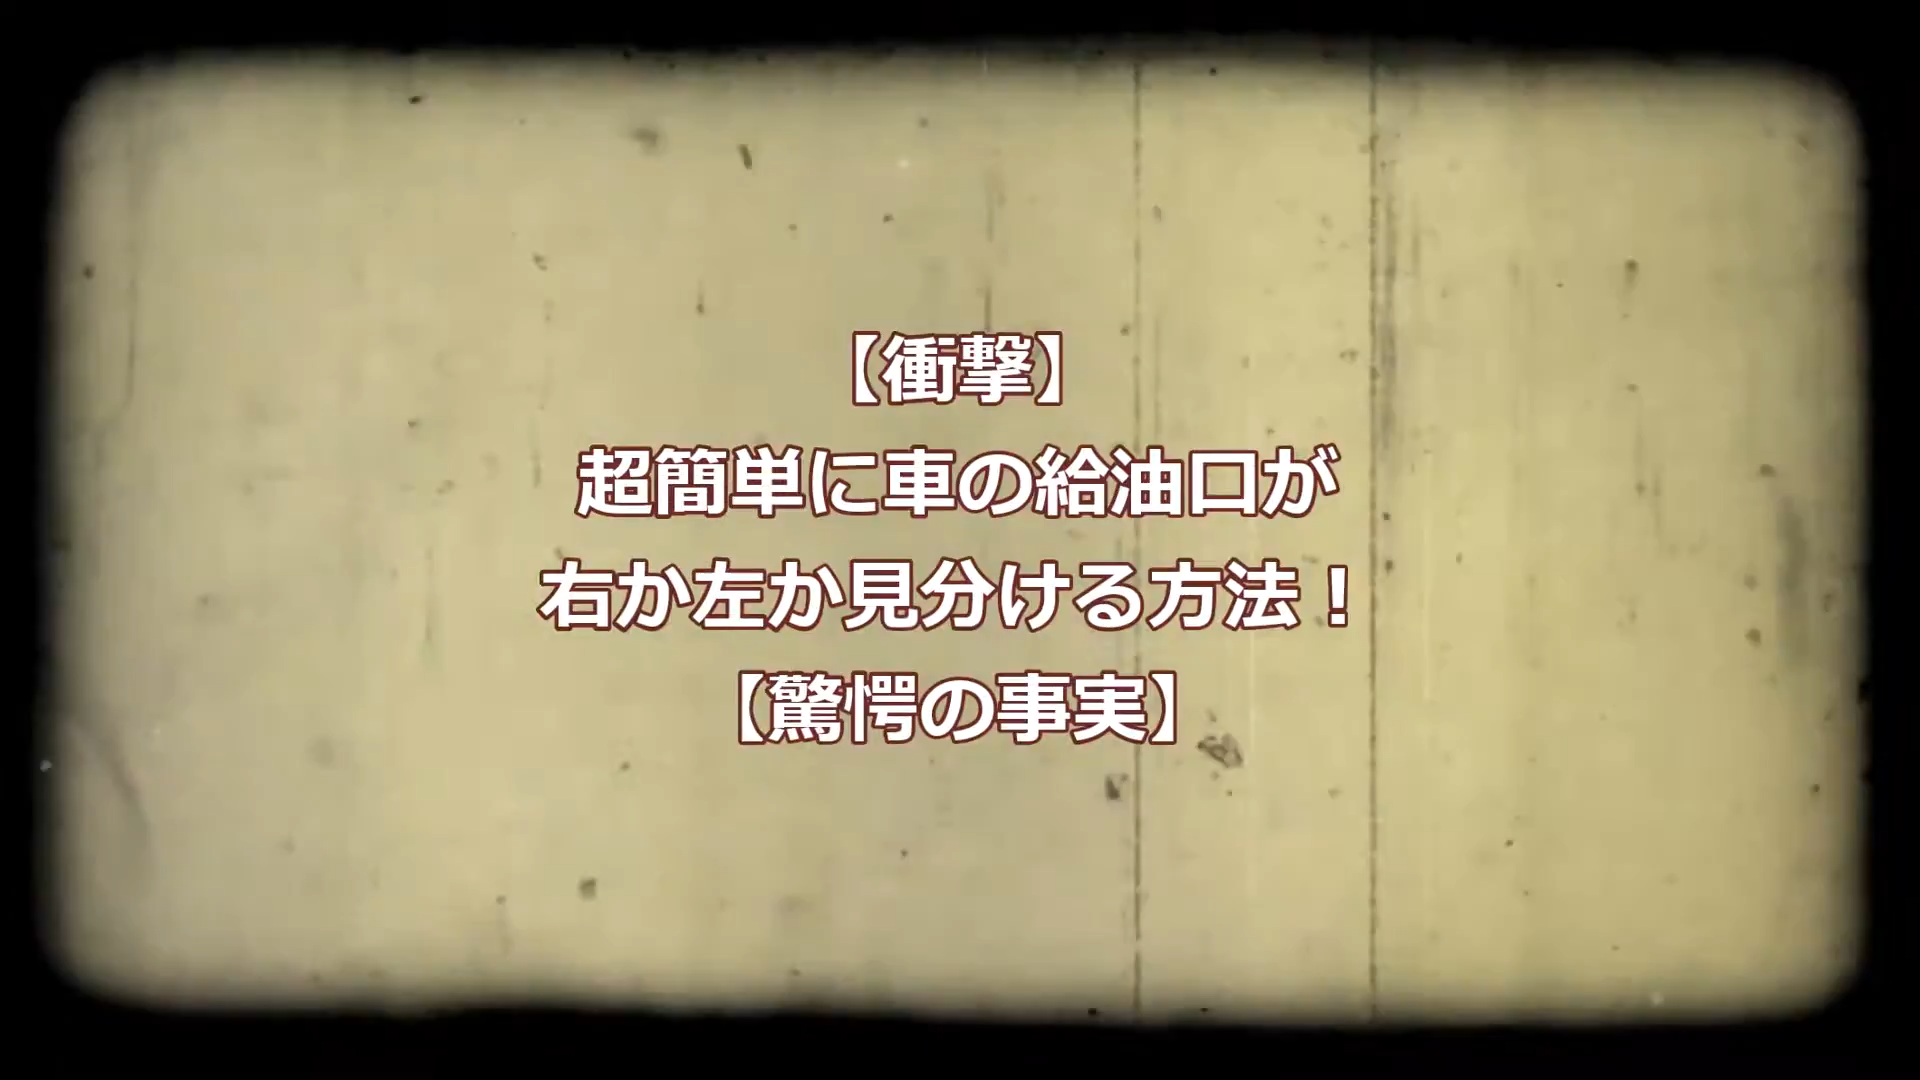 【衝撃】
超簡単に車の給油口が
右か左か見分ける方法！
【驚愕の事実】